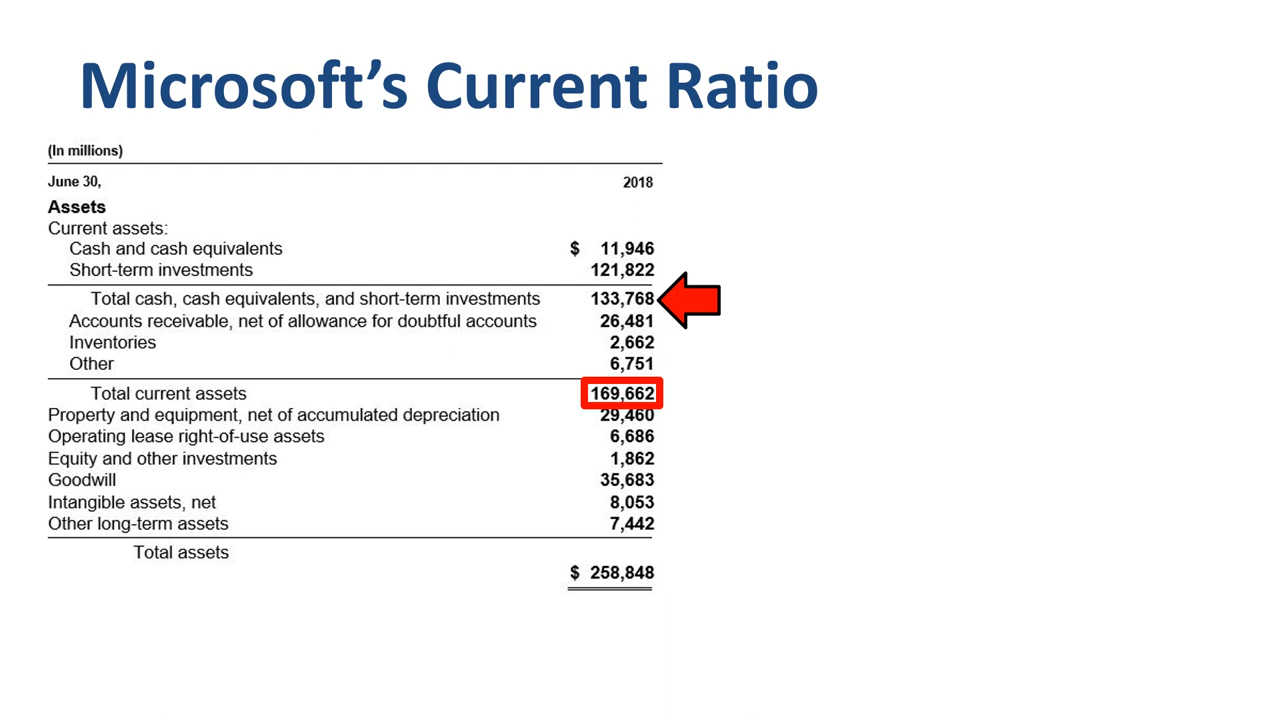 Microsoft’s Current Ratio
(In millions)
June 30, 2018
Assets
Current assets:
Cash and cash equivalents $ 11,946
Short-term investments 121,822
Total cash, cash equivalents, and short-term investments 133,768
Accounts receivable, net of allowance for doubtful accounts 26,481
Inventories 2,662
Other 6,751
Total current assets 169,662
Property and equipment, net of accumulated depreciation 29,460
Operating lease right-of-use assets 6,686
Equity and other investments 1,862
Goodwill 35,683
Intangible assets, net 8,053
Other long-term assets 7,442
Total assets
$ 258,848